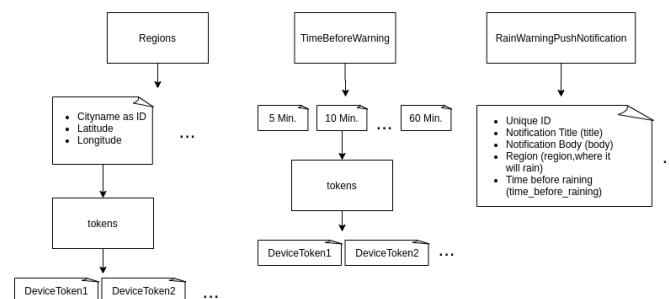 Regions
TimeBeforeWarning
RainWarningPushNotification
Cityname as ID
Latitude
Longitude
...
5 Min.
10 Min.
...
60 Min.
Unique ID
Notification Title (title)
Notification Body (body)
Region (region,where it
will rain)
Time before raining
(time_before_raining)
tokens
tokens
DeviceToken1
DeviceToken2
...
DeviceToken1
DeviceToken2
...